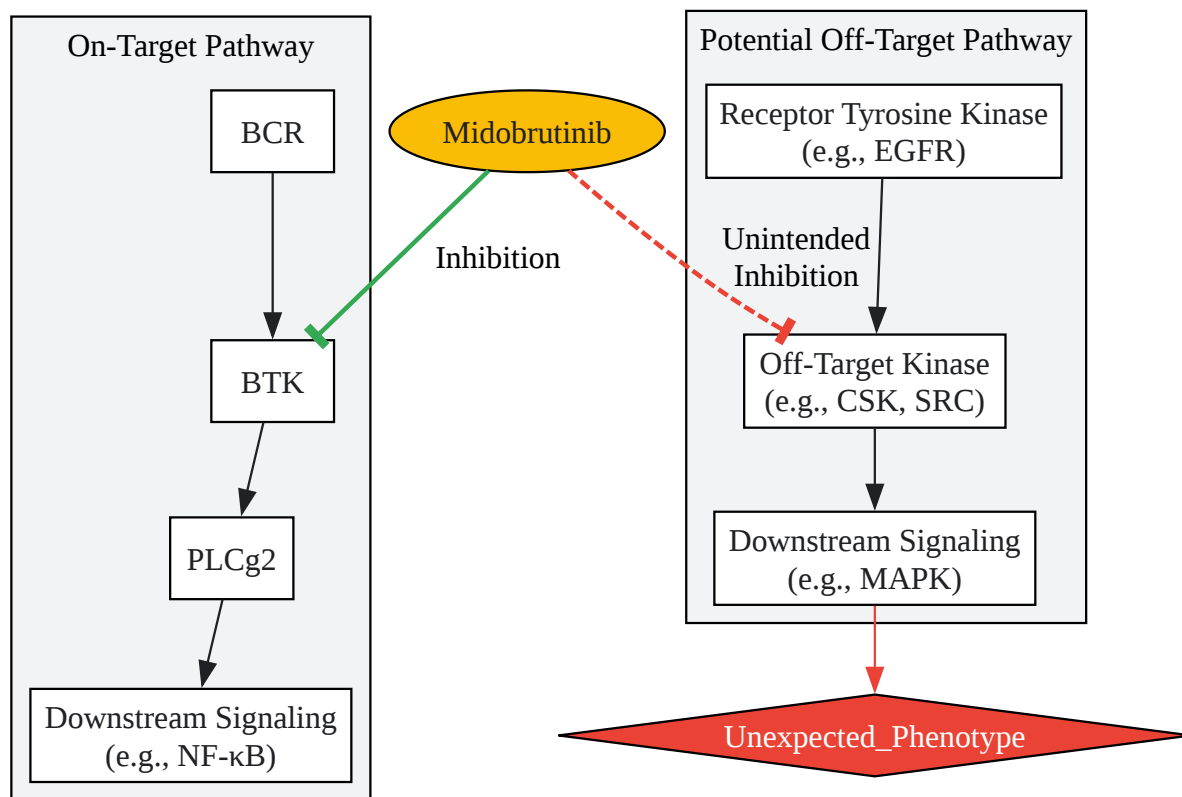 On-Target Pathway
BCR
BTK
PLCg2
Downstream Signaling
(e.g., NF-κB)
Midobrutinib
Inhibition
Unintended
Inhibition
Potential Off-Target Pathway
Receptor Tyrosine Kinase
(e.g., EGFR)
Off-Target Kinase
(e.g., CSK, SRC)
Downstream Signaling
(e.g., MAPK)
Unexpected_Phenotype